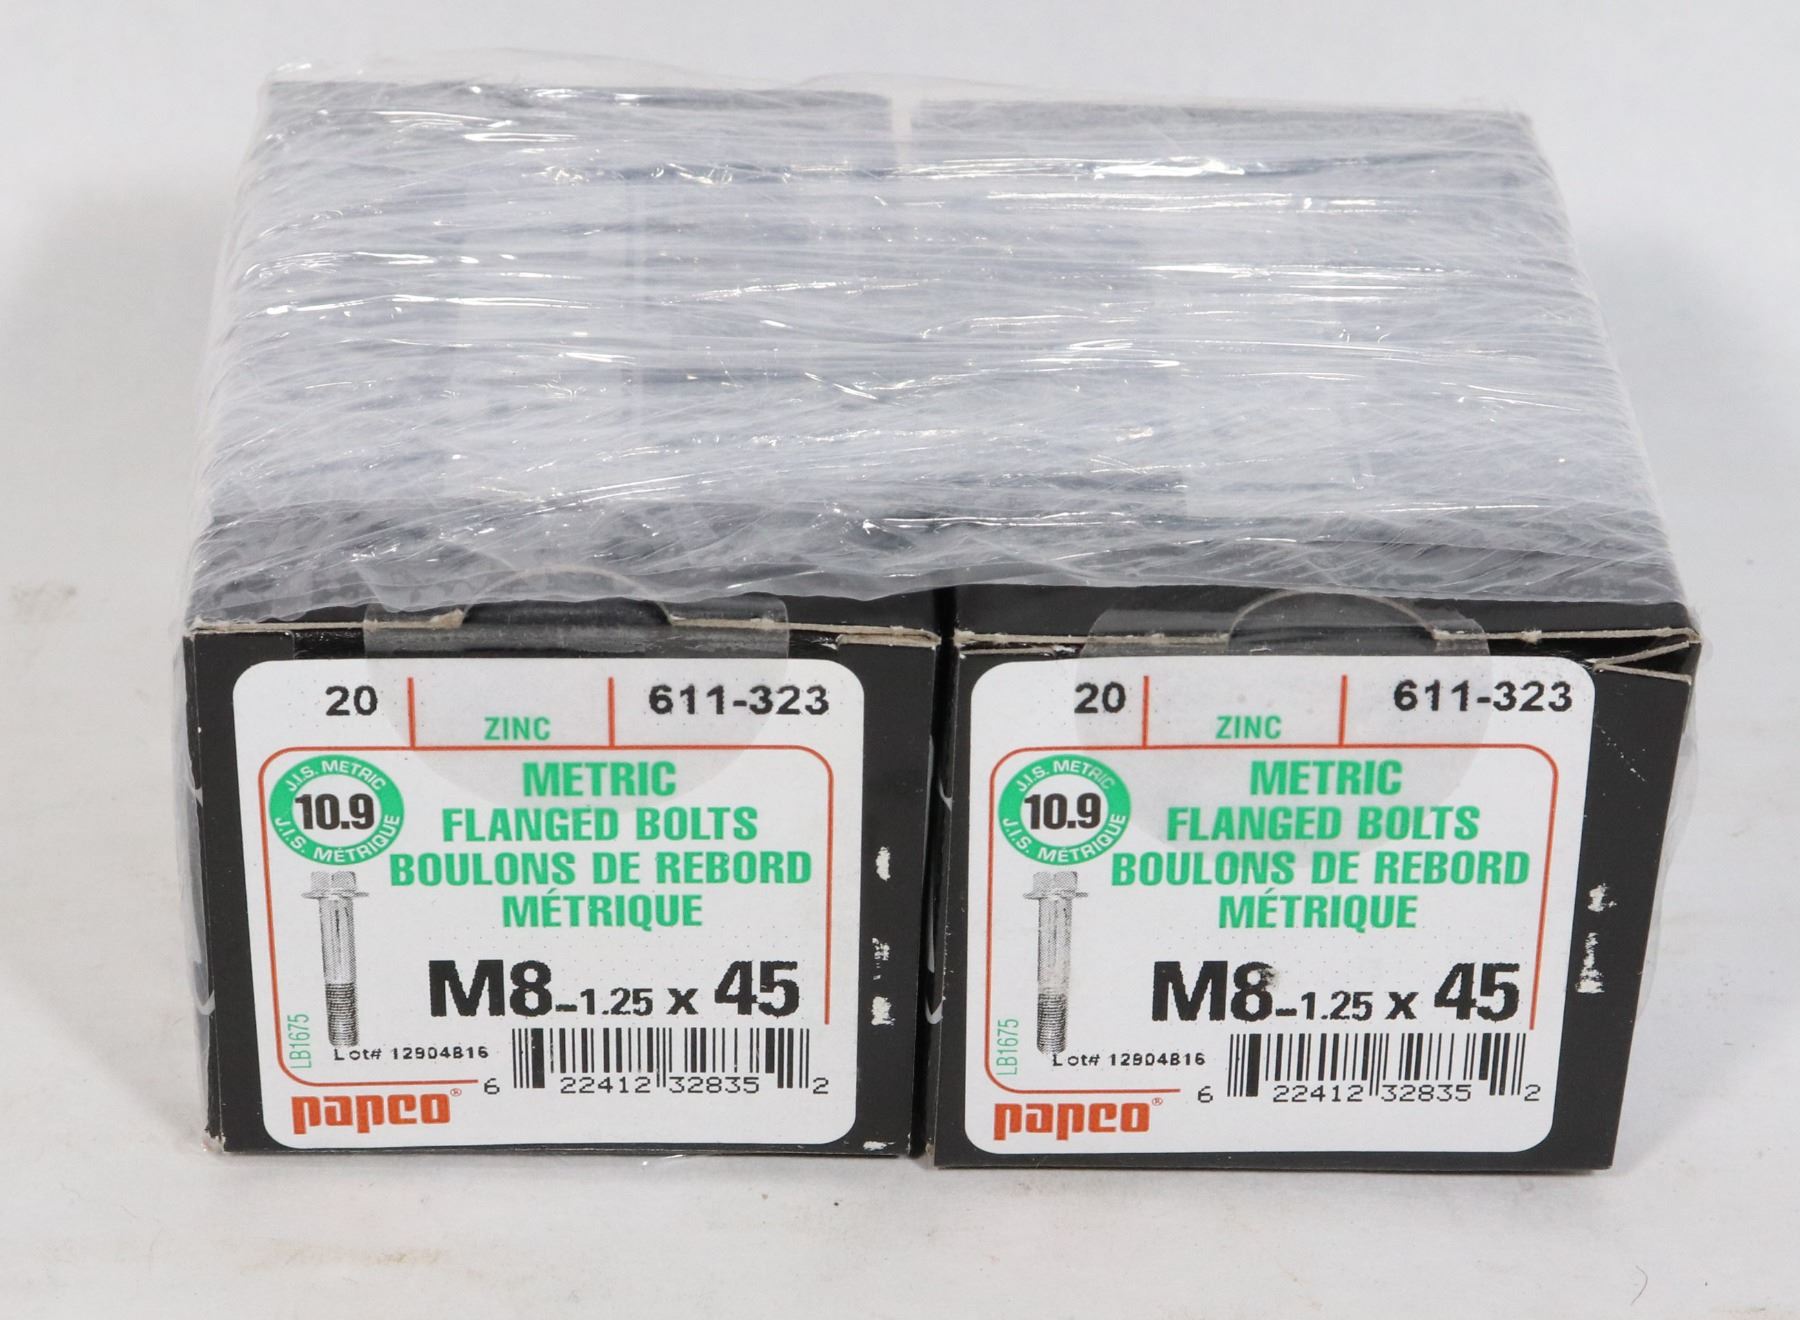 20 ZINC 611-323
J.I.S. METRIC
10.9
J.I.S. MÉTRIQUE
METRIC
FLANGED BOLTS
BOULONS DE REBORD
MÉTRIQUE
M8-1.25 x 45
LB1675
Lot# 12904816
6 22412 32835 2
papco®
20 ZINC 611-323
J.I.S. METRIC
10.9
J.I.S. MÉTRIQUE
METRIC
FLANGED BOLTS
BOULONS DE REBORD
MÉTRIQUE
M8-1.25 x 45
LB1675
Lot# 12904816
6 22412 32835 2
papco®